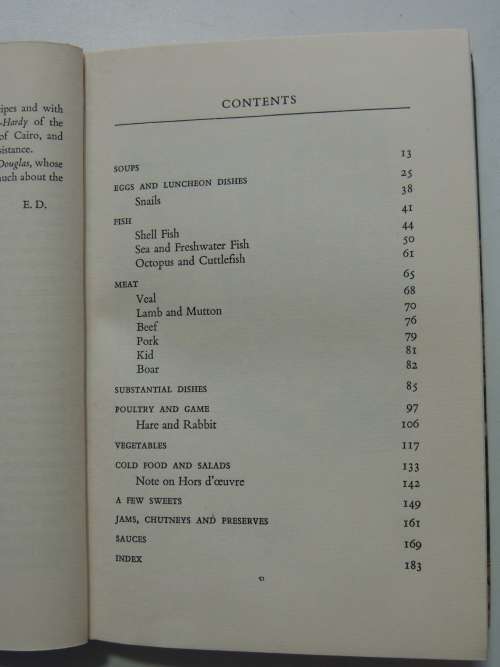 ipes and with
-Hardy of the
of Cairo, and
sistance.
Douglas, whose
much about the
E. D.
CONTENTS
SOUPS 13
EGGS AND LUNCHEON DISHES 25
Snails 38
FISH 41
Shell Fish 44
Sea and Freshwater Fish 50
Octopus and Cuttlefish 61
MEAT 65
Veal 68
Lamb and Mutton 70
Beef 76
Pork 79
Kid 81
Boar 82
SUBSTANTIAL DISHES 85
POULTRY AND GAME 97
Hare and Rabbit 106
VEGETABLES 117
COLD FOOD AND SALADS 133
Note on Hors d'œuvre 142
A FEW SWEETS 149
JAMS, CHUTNEYS AND PRESERVES 161
SAUCES 169
INDEX 183